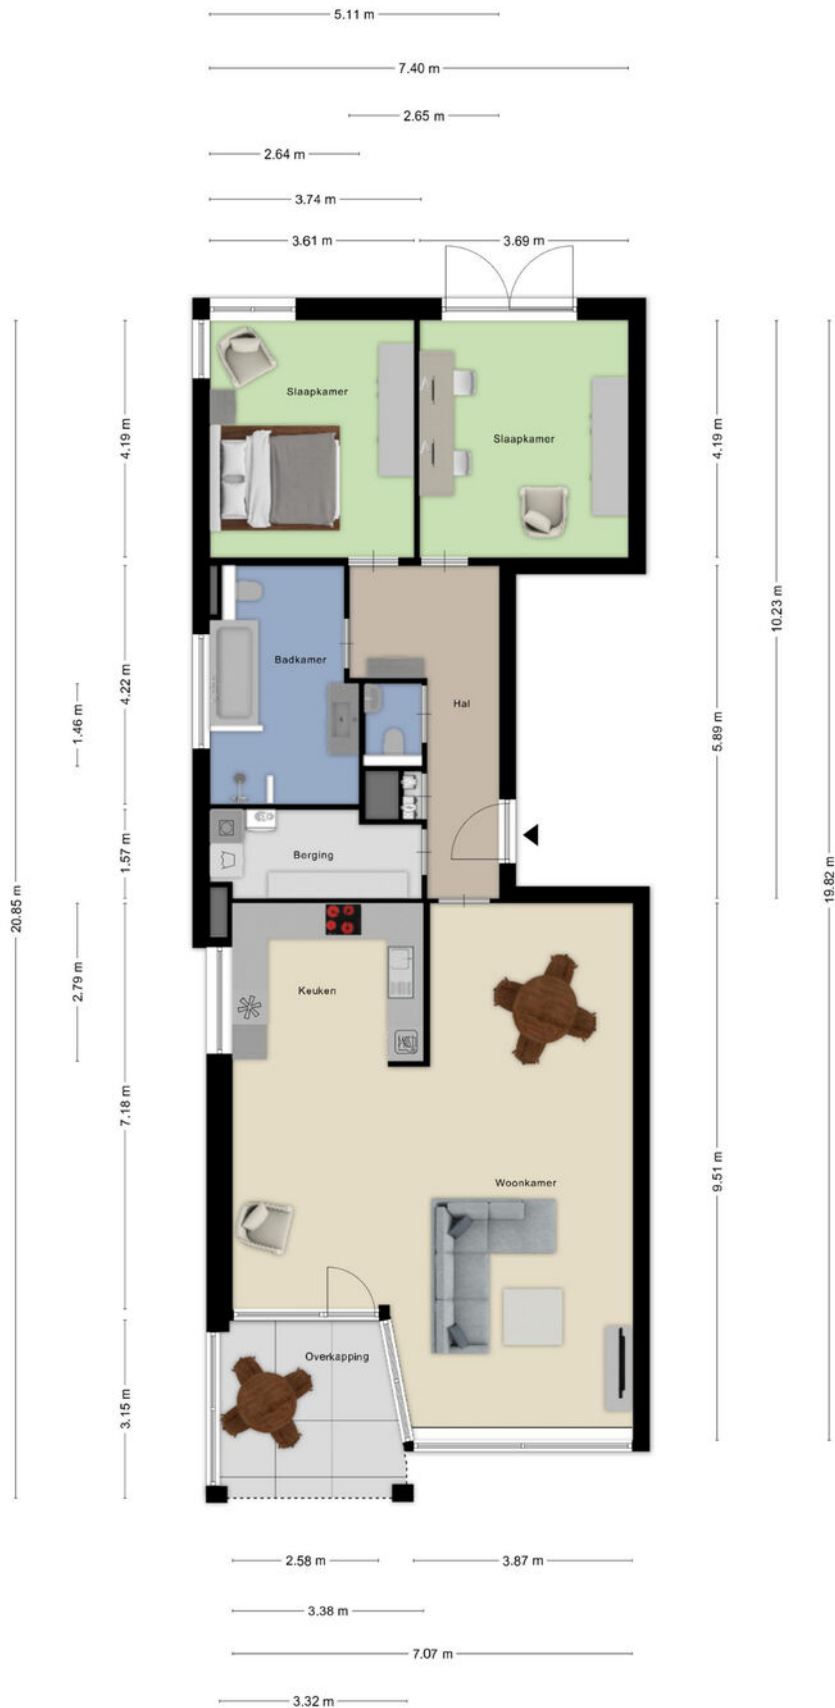 5.11 m
7.40 m
2.65 m
2.64 m
3.74 m
3.61 m
3.69 m
Slaapkamer
4.19 m
Slaapkamer
4.19 m
10.23 m
Badkamer
4.22 m
Hal
1.46 m
5.89 m
1.57 m
Berging
20.85 m
19.82 m
2.79 m
Keuken
7.18 m
9.51 m
Woonkamer
Overkapping
3.15 m
2.58 m
3.87 m
3.38 m
7.07 m
3.32 m